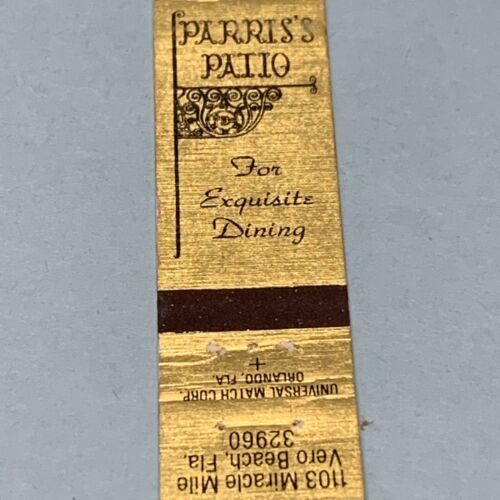 PARRIS'S
PATIO
For
Exquisite
Dining
UNIVERSAL MATCH CORP.
ORLANDO, FLA.
1103 Miracle Mile
Vero Beach, Fla.
32960